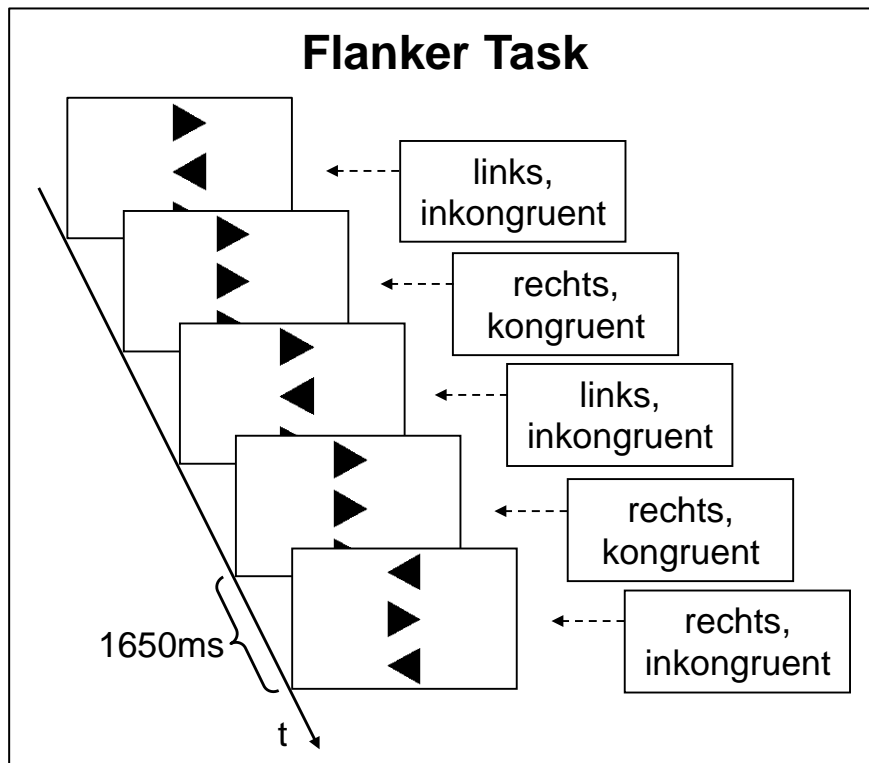 Flanker Task
links,
inkongruent
rechts,
kongruent
links,
inkongruent
rechts,
kongruent
rechts,
inkongruent
1650ms
t